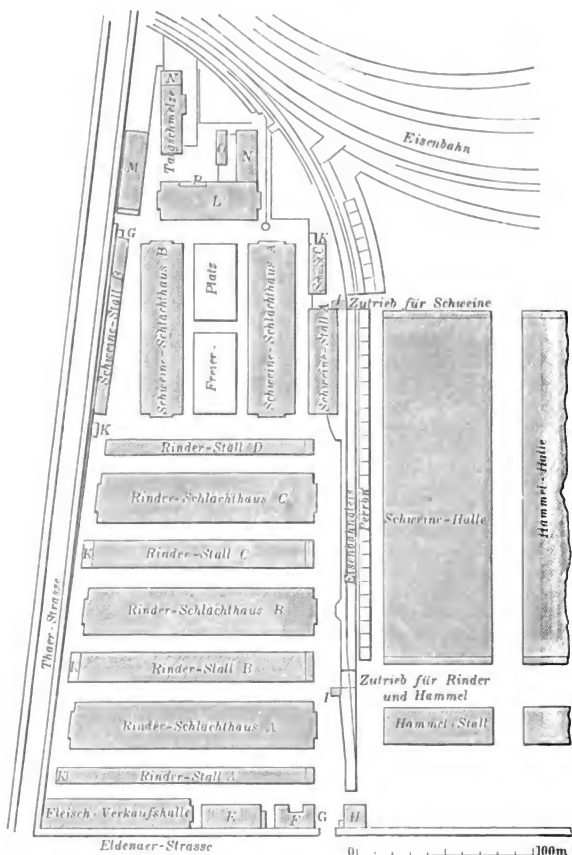 Eisenbahn
N
Talgschmelze
M
O
N
P
L
G
K
Schweine-Stall B
Schweine-Schlachthaus B
Platz
Freier-
Schweine-Schlachthaus A
Schweine-Stall A
I
Zutrieb für Schweine
K
Rinder-Stall D
Rinder-Schlachthaus C
K
Rinder-Stall C
Rinder-Schlachthaus B
K
Rinder-Stall B
Rinder-Schlachthaus A
K
Rinder-Stall A
Fleisch-Verkaufshalle
E
F
G
H
Eisenbahngleis
Perron
Schweine-Halle
Hammel-Halle
Zutrieb für Rinder
und Hammel
I
Hammel-Stall
Thaer-Strasse
Eldenaer-Strasse
0
100m